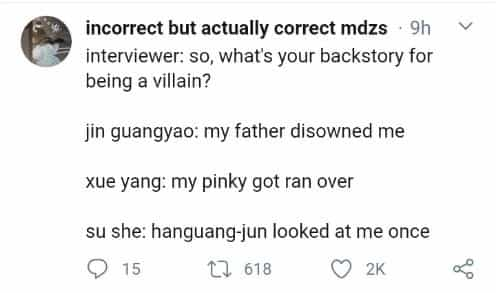 incorrect but actually correct mdzs · 9h
interviewer: so, what's your backstory for
being a villain?
jin guangyao: my father disowned me
xue yang: my pinky got ran over
su she: hanguang-jun looked at me once
15 618 2K